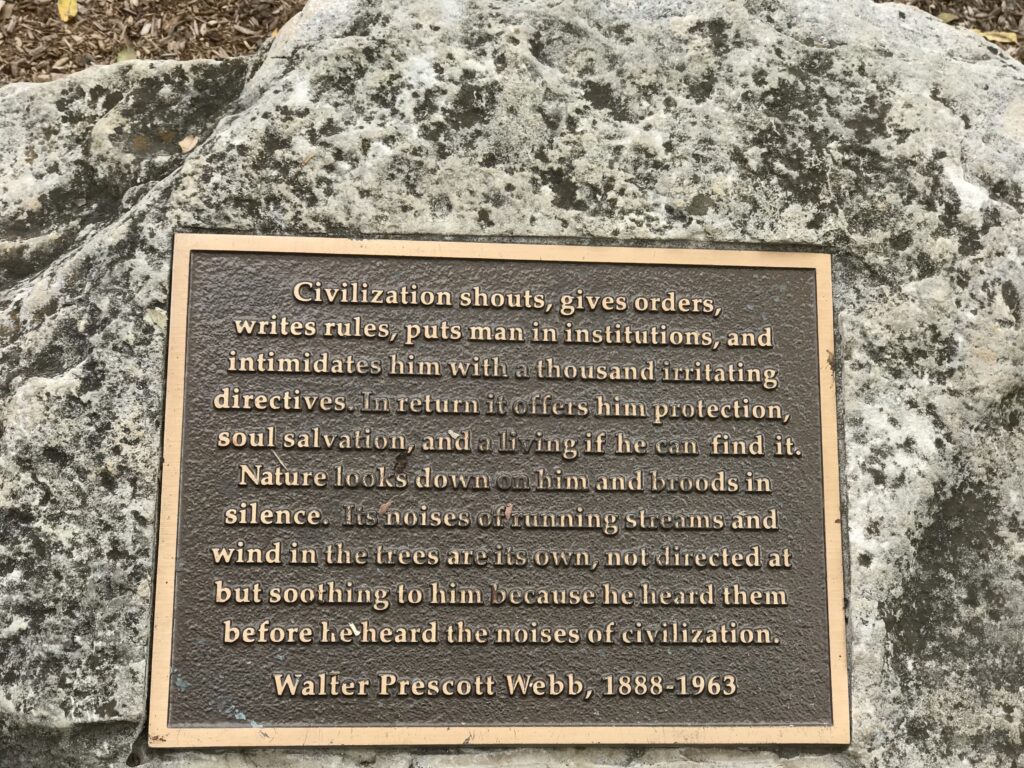 Civilization shouts, gives orders,
writes rules, puts man in institutions, and
intimidates him with a thousand irritating
directives. In return it offers him protection,
soul salvation, and a living if he can find it.
Nature looks down on him and broods in
silence. Its noises of running streams and
wind in the trees are its own, not directed at
but soothing to him because he heard them
before he heard the noises of civilization.
Walter Prescott Webb, 1888-1963